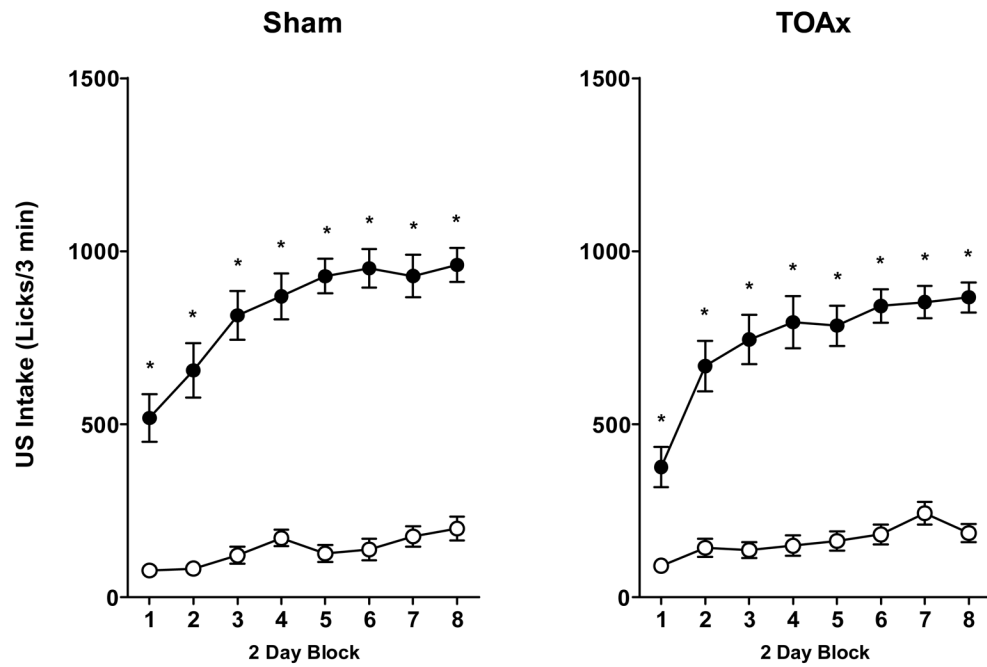 Sham
TOAx
US Intake (Licks/3 min)
1500
1000
500
0
* * * * * * * *
1 2 3 4 5 6 7 8
2 Day Block
1500
1000
500
0
* * * * * * * *
1 2 3 4 5 6 7 8
2 Day Block